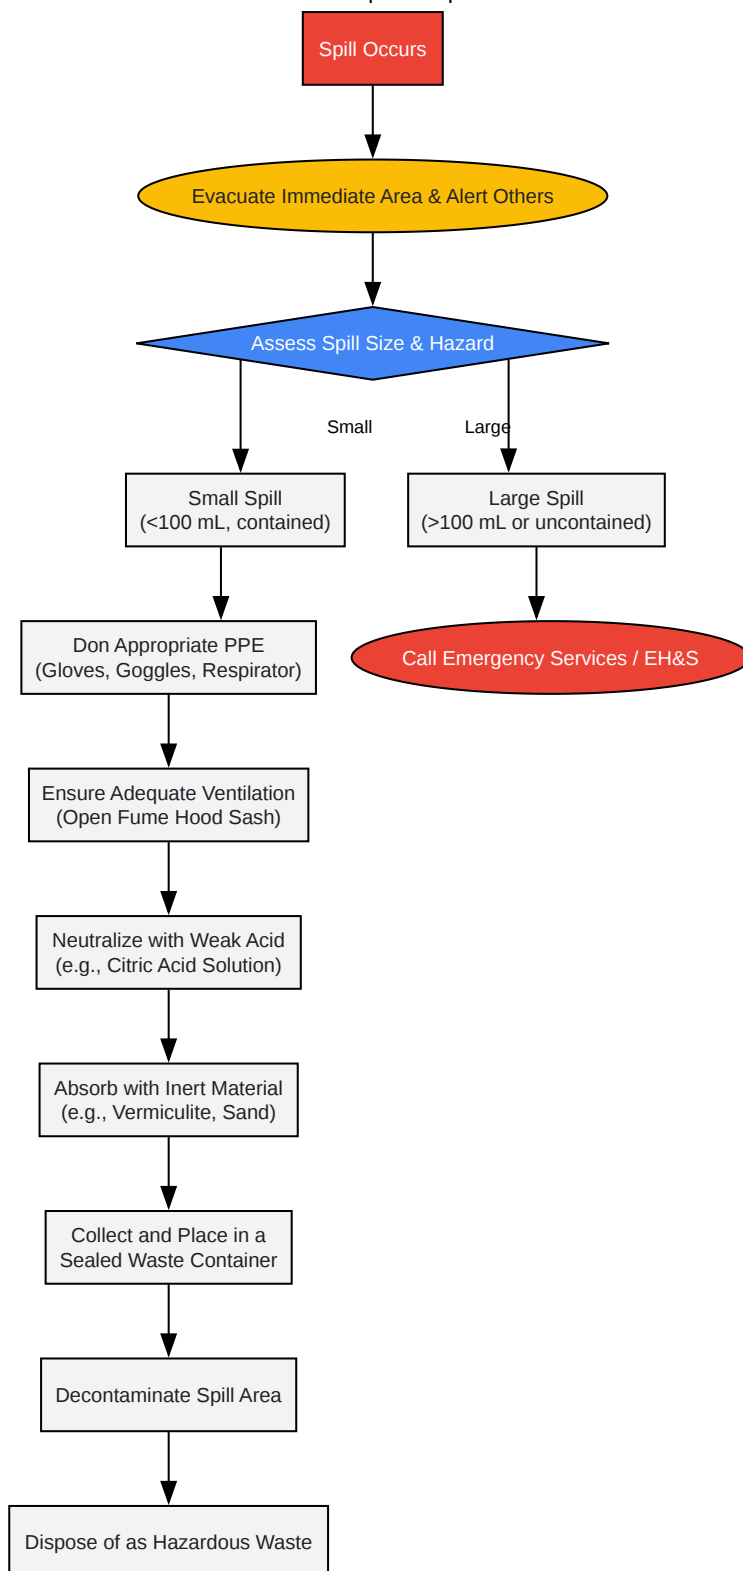 Spill Occurs
Evacuate Immediate Area & Alert Others
Assess Spill Size & Hazard
Small
Large
Small Spill
(<100 mL, contained)
Large Spill
(>100 mL or uncontained)
Don Appropriate PPE
(Gloves, Goggles, Respirator)
Call Emergency Services / EH&S
Ensure Adequate Ventilation
(Open Fume Hood Sash)
Neutralize with Weak Acid
(e.g., Citric Acid Solution)
Absorb with Inert Material
(e.g., Vermiculite, Sand)
Collect and Place in a
Sealed Waste Container
Decontaminate Spill Area
Dispose of as Hazardous Waste